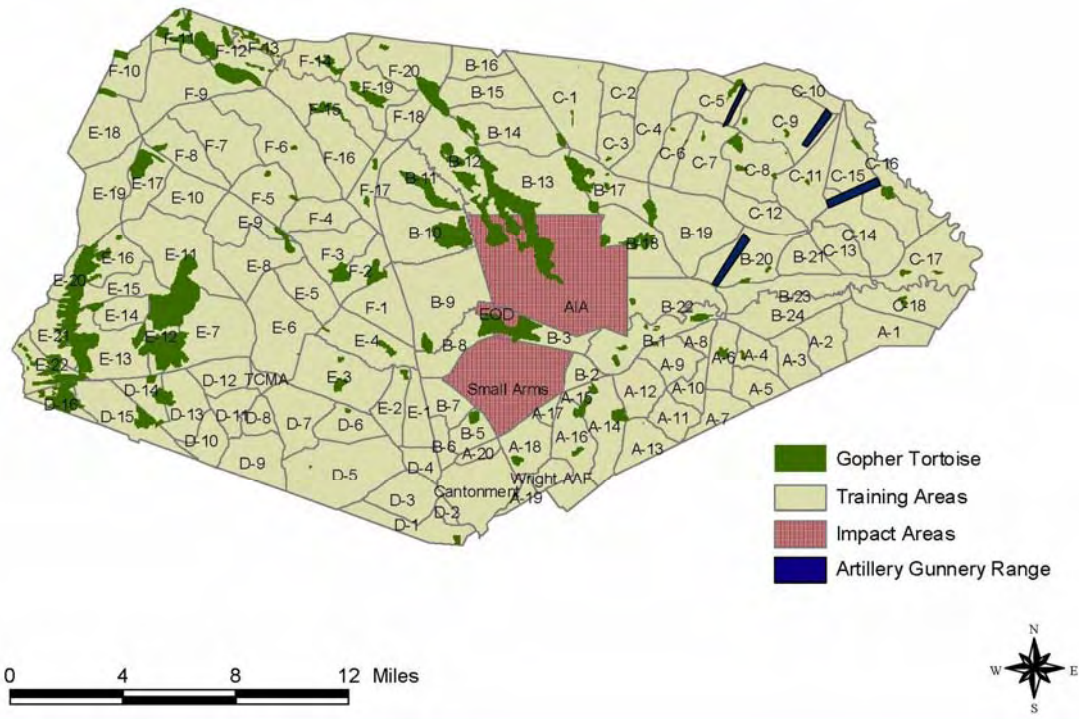 F-11
F-12
F-13
F-10
F-14
F-20
B-16
F-9
F-19
B-15
C-1
C-2
C-5
C-10
E-18
F-15
F-18
C-9
F-8
F-7
F-6
F-16
B-14
C-3
C-4
C-6
C-7
E-17
B-12
C-8
C-11
C-16
C-15
E-19
E-10
F-5
F-17
B-11
B-13
B-17
E-9
F-4
C-12
E-16
E-11
F-3
B-10
B-18
B-19
C-14
C-13
E-20
E-8
F-2
B-20
B-21
C-17
E-15
E-5
F-1
B-9
AIA
B-23
C-18
E-14
EOD
B-22
B-24
E-21
E-12
E-7
E-6
E-4
B-8
B-3
B-1
A-8
A-2
A-1
E-22
E-13
A-9
A-6
A-4
A-3
D-12
TCMA
E-3
Small Arms
B-2
D-14
A-12
A-10
A-5
D-16
D-15
D-13
D-11
D-8
D-7
D-6
E-2
E-1
B-7
A-15
A-17
A-14
A-11
A-7
D-10
B-5
A-16
B-6
A-18
A-13
D-9
D-5
D-4
A-20
Cantonment
Wright AAF
A-19
D-3
D-2
D-1
Gopher Tortoise
Training Areas
Impact Areas
Artillery Gunnery Range
0 4 8 12 Miles
N
W E
S